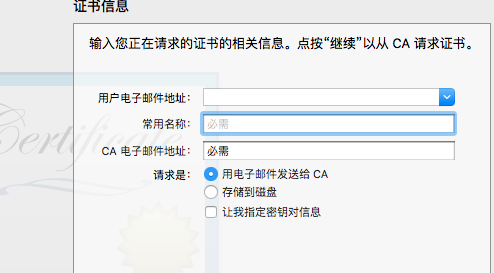 证书信息
输入您正在请求的证书的相关信息。点按“继续”以从 CA 请求证书。
用户电子邮件地址：
常用名称： 必需
CA 电子邮件地址： 必需
请求是： 用电子邮件发送给 CA
存储到磁盘
让我指定密钥对信息
Certificate